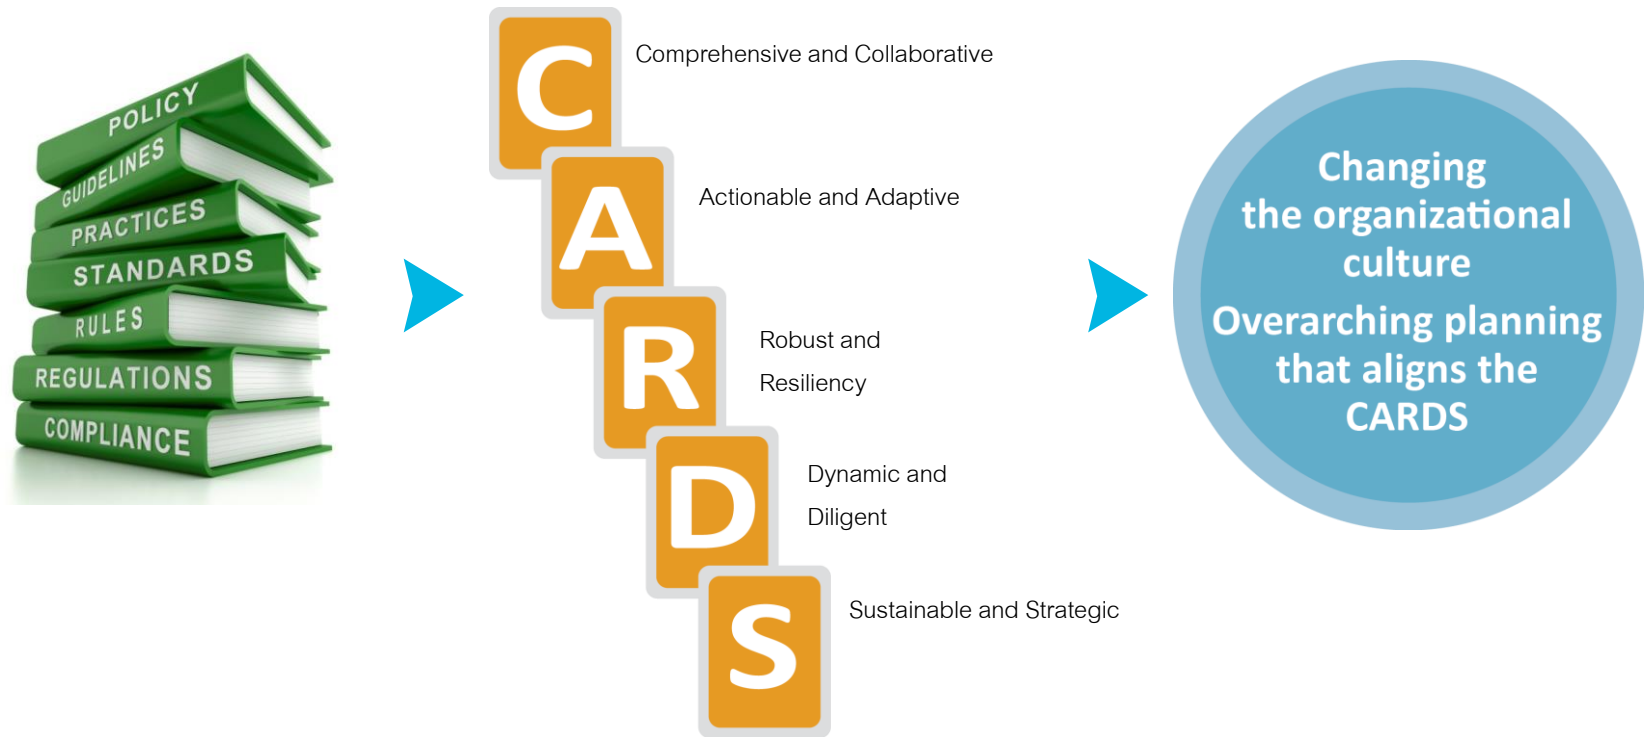 POLICY
GUIDELINES
PRACTICES
STANDARDS
RULES
REGULATIONS
COMPLIANCE
C
Comprehensive and Collaborative
A
Actionable and Adaptive
R
Robust and
Resiliency
D
Dynamic and
Diligent
S
Sustainable and Strategic
Changing
the organizational
culture
Overarching planning
that aligns the
CARDS